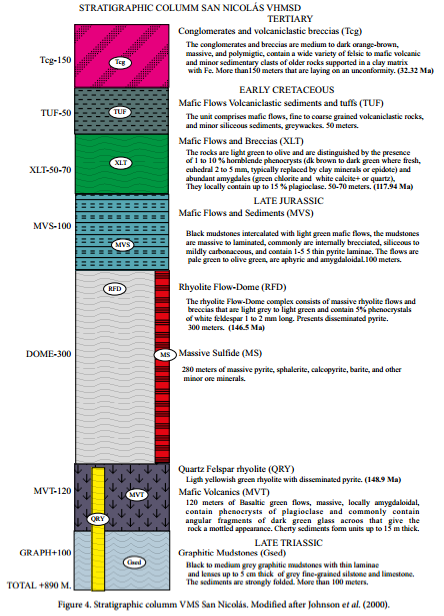 STRATIGRAPHIC COLUMM SAN NICOLÁS VHMSD
TERTIARY
Conglomerates and volcaniclastic breccias (Tcg)
The conglomerates and breccias are medium to dark orange-brown,
massive, and polymigtic, contain a wide variety of felsic to mafic volcanic
and minor sedimentary clasts of older rocks supported in a clay matrix
with Fe. More than150 meters that are laying on an unconformity. (32.32 Ma)
Tcg-150
Tcg
EARLY CRETACEOUS
Mafic Flows Volcaniclastic sediments and tuffs (TUF)
The unit comprises mafic flows, fine to coarse grained volcaniclastic rocks,
and minor siliceous sediments, greywackes. 50 meters.
TUF-50
TUF
Mafic Flows and Breccias (XLT)
The rocks are light green to olive and are distinguished by the presence
of 1 to 10 % hornblende phenocrysts (dk brown to dark green where fresh,
euhedral 2 to 5 mm, typically replaced by clay minerals or epidote) and
abundant amygdales (green chlorite and white calcite+ or quartz),
They locally contain up to 15 % plagioclase. 50-70 meters. (117.94 Ma)
XLT-50-70
XLT
LATE JURASSIC
Mafic Flows and Sediments (MVS)
Black mudstones intercalated with light green mafic flows, the mudstones
are massive to laminated, commonly are internally brecciated, siliceous to
mildly carbonaceous, and contain 1-5 5 thin pyrite laminae. The flows are
pale green to olive green, are aphyric and amygdaloidal.100 meters.
MVS-100
MVS
Rhyolite Flow-Dome (RFD)
The rhyolite Flow-Dome complex consists of massive rhyolite flows and
breccias that are light grey to light green and contain 5% phenocrystals
of white feldespar 1 to 2 mm long. Presents disseminated pyrite.
300 meters. (146.5 Ma)
RFD
DOME-300
MS
Massive Sulfide (MS)
280 meters of massive pyrite, sphalerite, calcopyrite, barite, and other
minor ore minerals.
Quartz Felspar rhyolite (QRY)
Ligth yellowish green rhyolite with disseminated pyrite. (148.9 Ma)
Mafic Volcanics (MVT)
120 meters of Basaltic green flows, massive, locally amygdaloidal,
contain phenocrysts of plagioclase and commonly contain
angular fragments of dark green glass acroos that give the
rock a mottled appearance. Cherty sediments form units up to 15 m thick.
MVT-120
MVT
QRY
LATE TRIASSIC
Graphitic Mudstones (Gsed)
Black to medium grey graphitic mudstones with thin laminae
and lenses up to 5 cm thick of grey fine-grained silstone and limestone.
The sediments are strongly folded. More than 100 meters.
GRAPH+100
Gsed
TOTAL +890 M.
Figure 4. Stratigraphic columm VMS San Nicolás. Modified after Johnson et al. (2000).